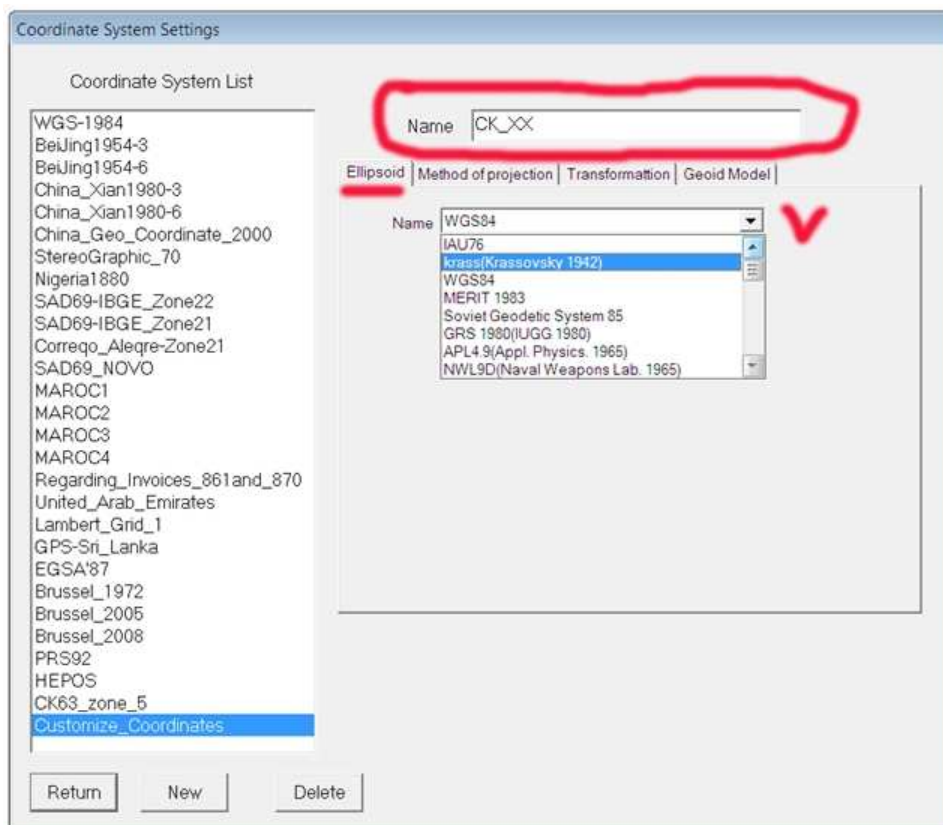 Coordinate System Settings
Coordinate System List
WGS-1984
BeiJing1954-3
BeiJing1954-6
China_Xian1980-3
China_Xian1980-6
China_Geo_Coordinate_2000
StereoGraphic_70
Nigeria1880
SAD69-IBGE_Zone22
SAD69-IBGE_Zone21
Correqo_Aleqre-Zone21
SAD69_NOVO
MAROC1
MAROC2
MAROC3
MAROC4
Regarding_Invoices_861and_870
United_Arab_Emirates
Lambert_Grid_1
GPS-Sri_Lanka
EGSA'87
Brussel_1972
Brussel_2005
Brussel_2008
PRS92
HEPOS
CK63_zone_5
Customize_Coordinates
Return New Delete
Name CK_XX
Ellipsoid Method of projection Transformattion Geoid Model
Name WGS84
IAU76
krass(Krassovsky 1942)
WGS84
MERIT 1983
Soviet Geodetic System 85
GRS 1980(IUGG 1980)
APL4.9(Appl. Physics. 1965)
NWL9D(Naval Weapons Lab. 1965)